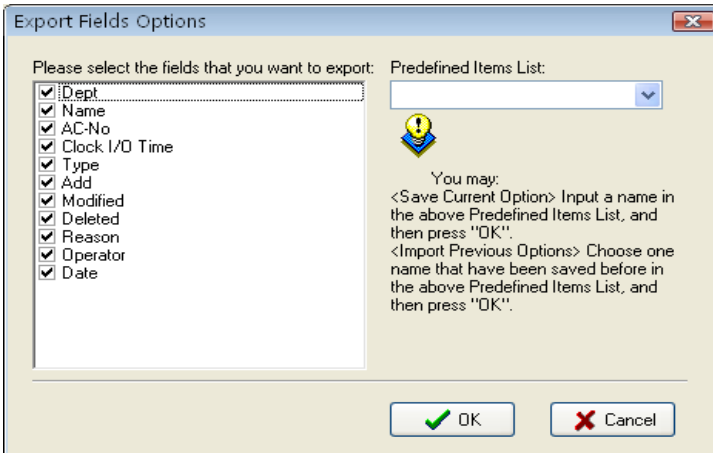 Export Fields Options
Please select the fields that you want to export:
Dept
Name
AC-No
Clock I/O Time
Type
Add
Modified
Deleted
Reason
Operator
Date
Predefined Items List:
You may:
<Save Current Option> Input a name in
the above Predefined Items List, and
then press "OK".
<Import Previous Options> Choose one
name that have been saved before in
the above Predefined Items List, and
then press "OK".
OK
Cancel